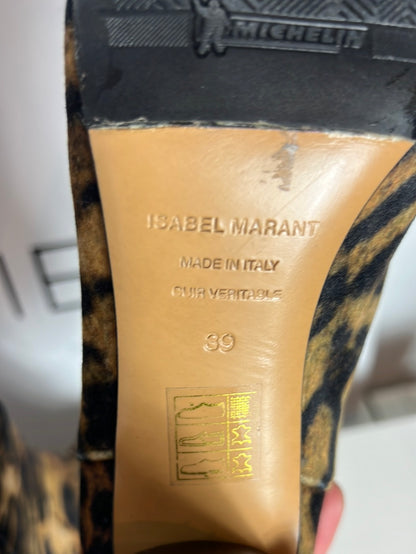 MICHELIN
ISABEL MARANT
MADE IN ITALY
CUIR VERITABLE
39